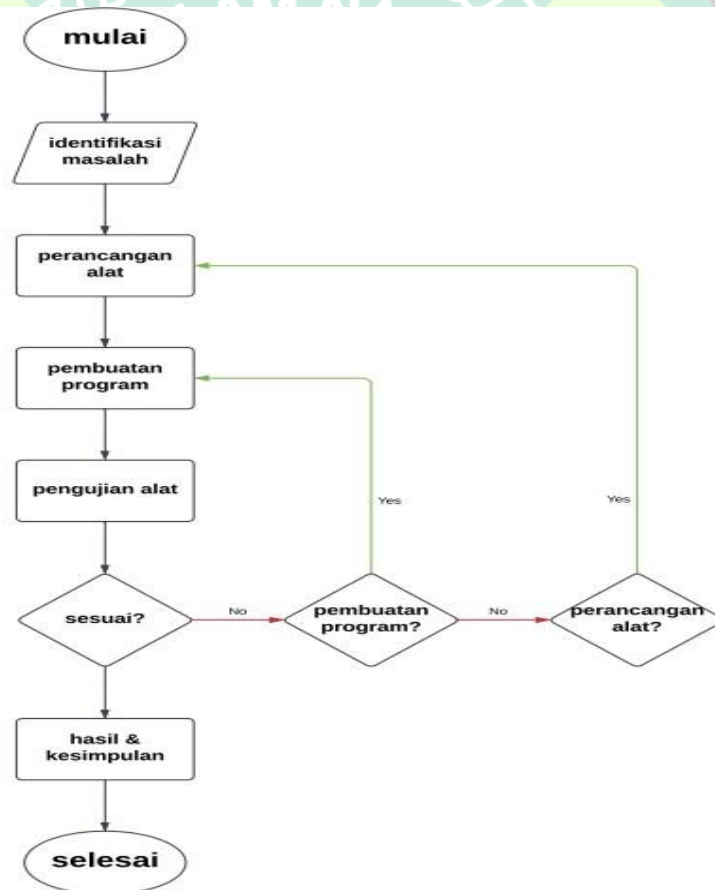 mulai
identifikasi
masalah
perancangan
alat
pembuatan
program
pengujian alat
Yes
Yes
sesuai?
No
pembuatan
program?
No
perancangan
alat?
hasil &
kesimpulan
selesai